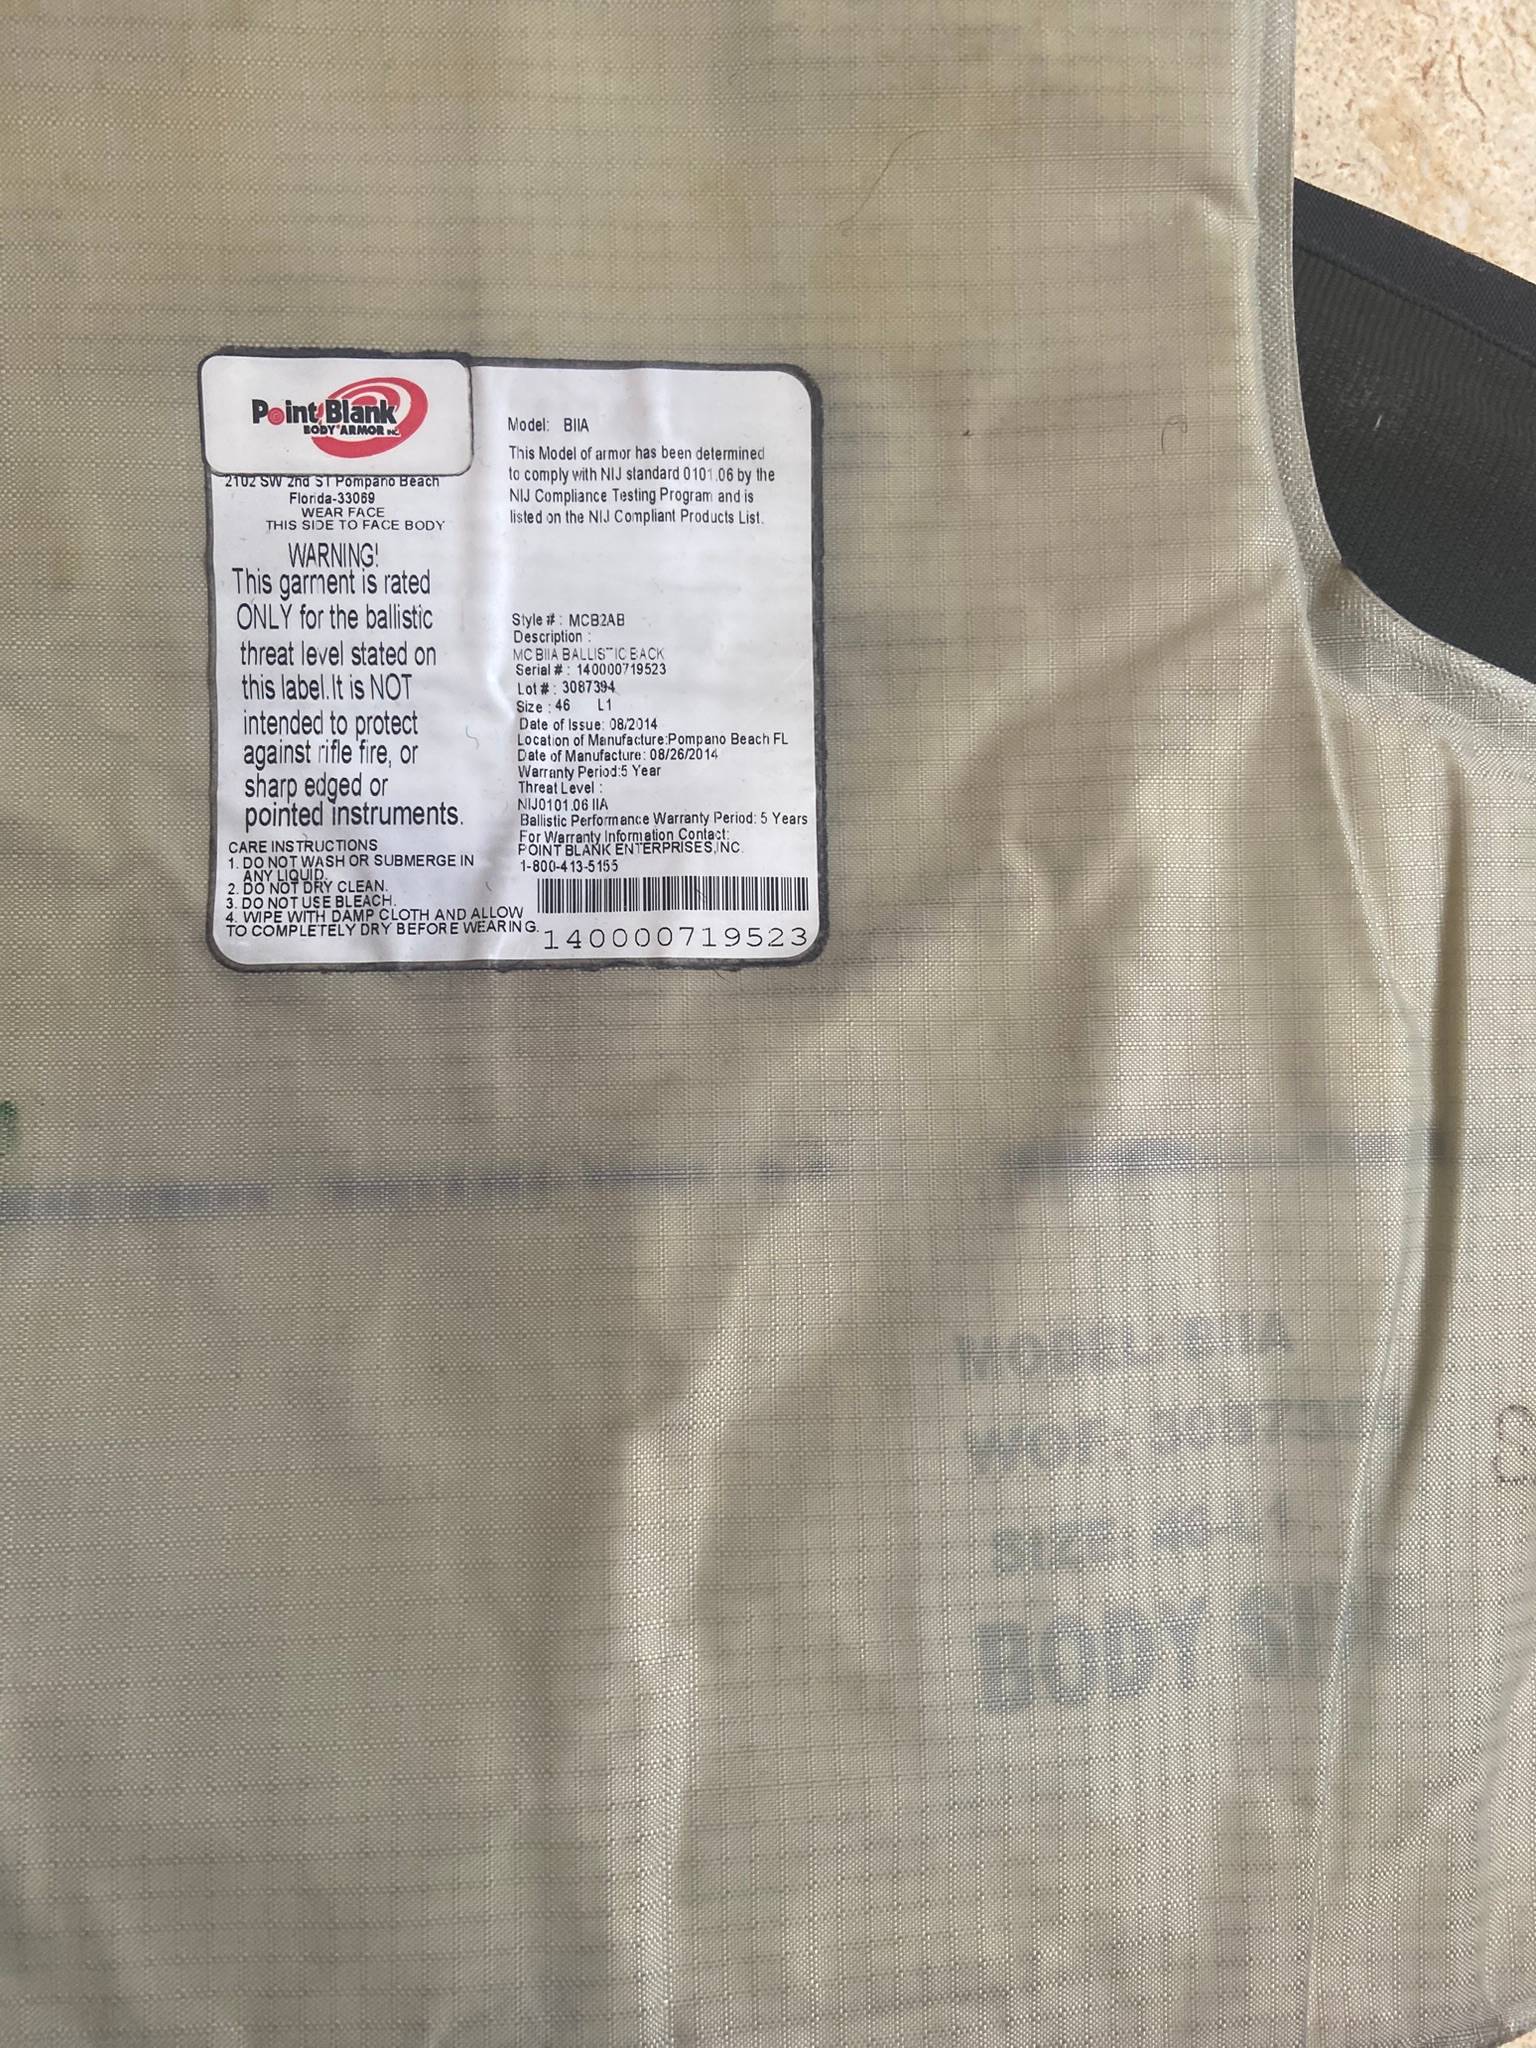 Point Blank
BODY ARMOR INC.
2102 SW 2nd ST Pompano Beach
Florida-33069
WEAR FACE
THIS SIDE TO FACE BODY
WARNING!
This garment is rated
ONLY for the ballistic
threat level stated on
this label.It is NOT
intended to protect
against rifle fire, or
sharp edged or
pointed instruments.
CARE INSTRUCTIONS
1. DO NOT WASH OR SUBMERGE IN
ANY LIQUID.
2. DO NOT DRY CLEAN.
3. DO NOT USE BLEACH.
4. WIPE WITH DAMP CLOTH AND ALLOW
TO COMPLETELY DRY BEFORE WEARING.
Model: BIIA
This Model of armor has been determined
to comply with NIJ standard 0101.06 by the
NIJ Compliance Testing Program and is
listed on the NIJ Compliant Products List.
Style # : MCB2AB
Description :
MC BIIA BALLISTIC BACK
Serial # : 140000719523
Lot # : 3087394
Size : 46 L1
Date of Issue: 08/2014
Location of Manufacture:Pompano Beach FL
Date of Manufacture: 08/26/2014
Warranty Period:5 Year
Threat Level :
NIJ0101.06 IIA
Ballistic Performance Warranty Period: 5 Years
For Warranty Information Contact:
POINT BLANK ENTERPRISES,INC.
1-800-413-5155
140000719523
MODEL: BIIA
SIZE: 46
BODY